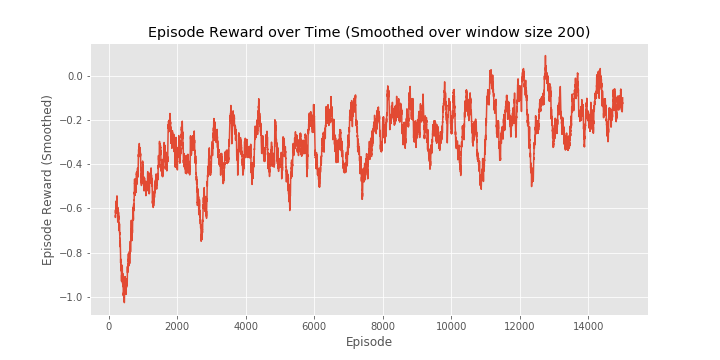 Episode Reward over Time (Smoothed over window size 200)
0.0
−0.2
−0.4
−0.6
−0.8
−1.0
Episode Reward (Smoothed)
0 2000 4000 6000 8000 10000 12000 14000
Episode